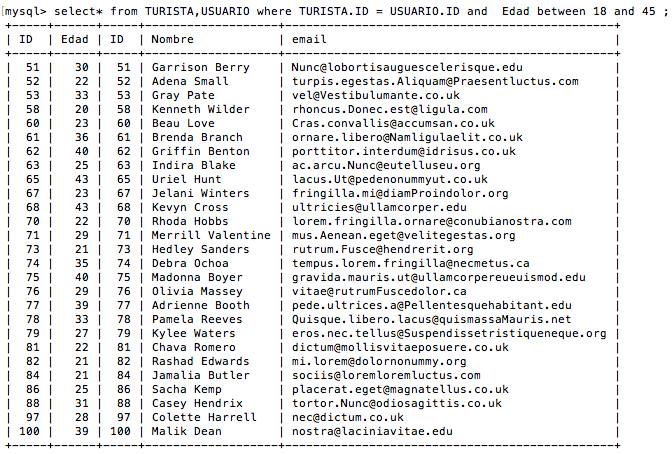 mysql> select* from TURISTA,USUARIO where TURISTA.ID = USUARIO.ID and  Edad between 18 and 45 ;
+-----+------+-----+------------------+------------------------------------------------+
| ID | Edad | ID | Nombre | email |
+-----+------+-----+------------------+------------------------------------------------+
| 51 | 30 | 51 | Garrison Berry | Nunc@lobortisauguescelerisque.edu |
| 52 | 22 | 52 | Adena Small | turpis.egestas.Aliquam@Praesentluctus.com |
| 53 | 33 | 53 | Gray Pate | vel@Vestibulumante.co.uk |
| 58 | 20 | 58 | Kenneth Wilder | rhoncus.Donec.est@ligula.com |
| 60 | 23 | 60 | Beau Love | Cras.convallis@accumsan.co.uk |
| 61 | 36 | 61 | Brenda Branch | ornare.libero@Namligulaelit.co.uk |
| 62 | 40 | 62 | Griffin Benton | porttitor.interdum@idrisus.co.uk |
| 63 | 25 | 63 | Indira Blake | ac.arcu.Nunc@eutelluseu.org |
| 65 | 43 | 65 | Uriel Hunt | lacus.Ut@pedenonummyut.co.uk |
| 67 | 23 | 67 | Jelani Winters | fringilla.mi@diamProindolor.org |
| 68 | 43 | 68 | Kevyn Cross | ultricies@ullamcorper.edu |
| 70 | 22 | 70 | Rhoda Hobbs | lorem.fringilla.ornare@conubianostra.com |
| 71 | 29 | 71 | Merrill Valentine | mus.Aenean.eget@velitegestas.org |
| 73 | 21 | 73 | Hedley Sanders | rutrum.Fusce@hendrerit.org |
| 74 | 35 | 74 | Debra Ochoa | tempus.lorem.fringilla@necmetus.ca |
| 75 | 40 | 75 | Madonna Boyer | gravida.mauris.ut@ullamcorpereueuismod.edu |
| 76 | 29 | 76 | Olivia Massey | vitae@rutrumFuscedolor.ca |
| 77 | 39 | 77 | Adrienne Booth | pede.ultrices.a@Pellentesquehabitant.edu |
| 78 | 33 | 78 | Pamela Reeves | Quisque.libero.lacus@quismassaMauris.net |
| 79 | 27 | 79 | Kylee Waters | eros.nec.tellus@Suspendissetristiqueneque.org |
| 81 | 22 | 81 | Chava Romero | dictum@mollisvitaeposuere.co.uk |
| 82 | 21 | 82 | Rashad Edwards | mi.lorem@dolornonummy.org |
| 84 | 21 | 84 | Jamalia Butler | sociis@loremloremluctus.com |
| 86 | 25 | 86 | Sacha Kemp | placerat.eget@magnatellus.co.uk |
| 88 | 31 | 88 | Casey Hendrix | tortor.Nunc@odiosagittis.co.uk |
| 97 | 28 | 97 | Colette Harrell | nec@dictum.co.uk |
| 100 | 39 | 100 | Malik Dean | nostra@laciniavitae.edu |
+-----+------+-----+------------------+------------------------------------------------+